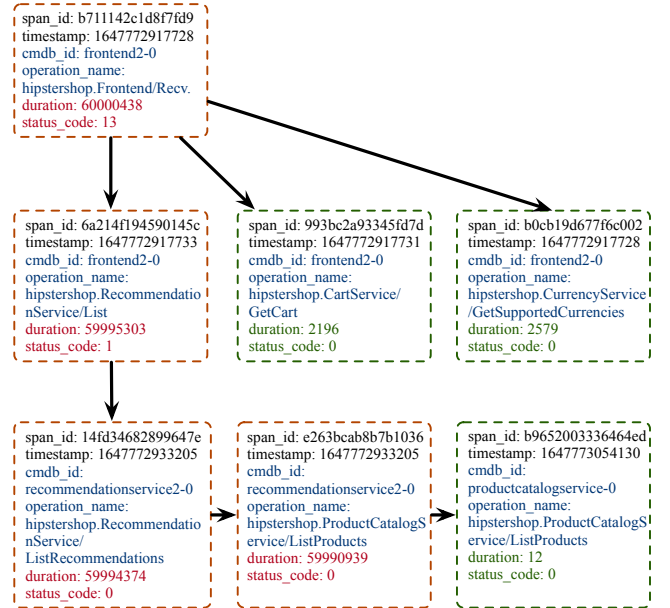 span_id: b711142c1d8f7fd9
timestamp: 1647772917728
cmdb_id: frontend2-0
operation_name:
hipstershop.Frontend/Recv.
duration: 60000438
status_code: 13
span_id: 6a214f194590145c
timestamp: 1647772917733
cmdb_id: frontend2-0
operation_name:
hipstershop.Recommendatio
nService/List
duration: 59995303
status_code: 1
span_id: 993bc2a93345fd7d
timestamp: 1647772917731
cmdb_id: frontend2-0
operation_name:
hipstershop.CartService/
GetCart
duration: 2196
status_code: 0
span_id: b0cb19d677f6c002
timestamp: 1647772917728
cmdb_id: frontend2-0
operation_name:
hipstershop.CurrencyService
/GetSupportedCurrencies
duration: 2579
status_code: 0
span_id: 14fd34682899647e
timestamp: 1647772933205
cmdb_id:
recommendationservice2-0
operation_name:
hipstershop.Recommendatio
nService/
ListRecommendations
duration: 59994374
status_code: 0
span_id: e263bcab8b7b1036
timestamp: 1647772933205
cmdb_id:
recommendationservice2-0
operation_name:
hipstershop.ProductCatalogS
ervice/ListProducts
duration: 59990939
status_code: 0
span_id: b9652003336464ed
timestamp: 1647773054130
cmdb_id:
productcatalogservice-0
operation_name:
hipstershop.ProductCatalogS
ervice/ListProducts
duration: 12
status_code: 0